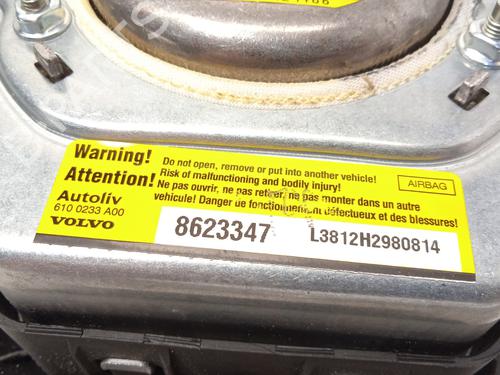 Warning!
Attention!
Autoliv
610 0233 A00
VOLVO
Do not open, remove or put into another vehicle!
Risk of malfunctioning and bodily injury!
Ne pas ouvrir, ne pas retirer, ne pas monter dans un autre
vehicule! Danger de fonctionnement défectueux et des blessures!
AIRBAG
8623347
L3812H2980814